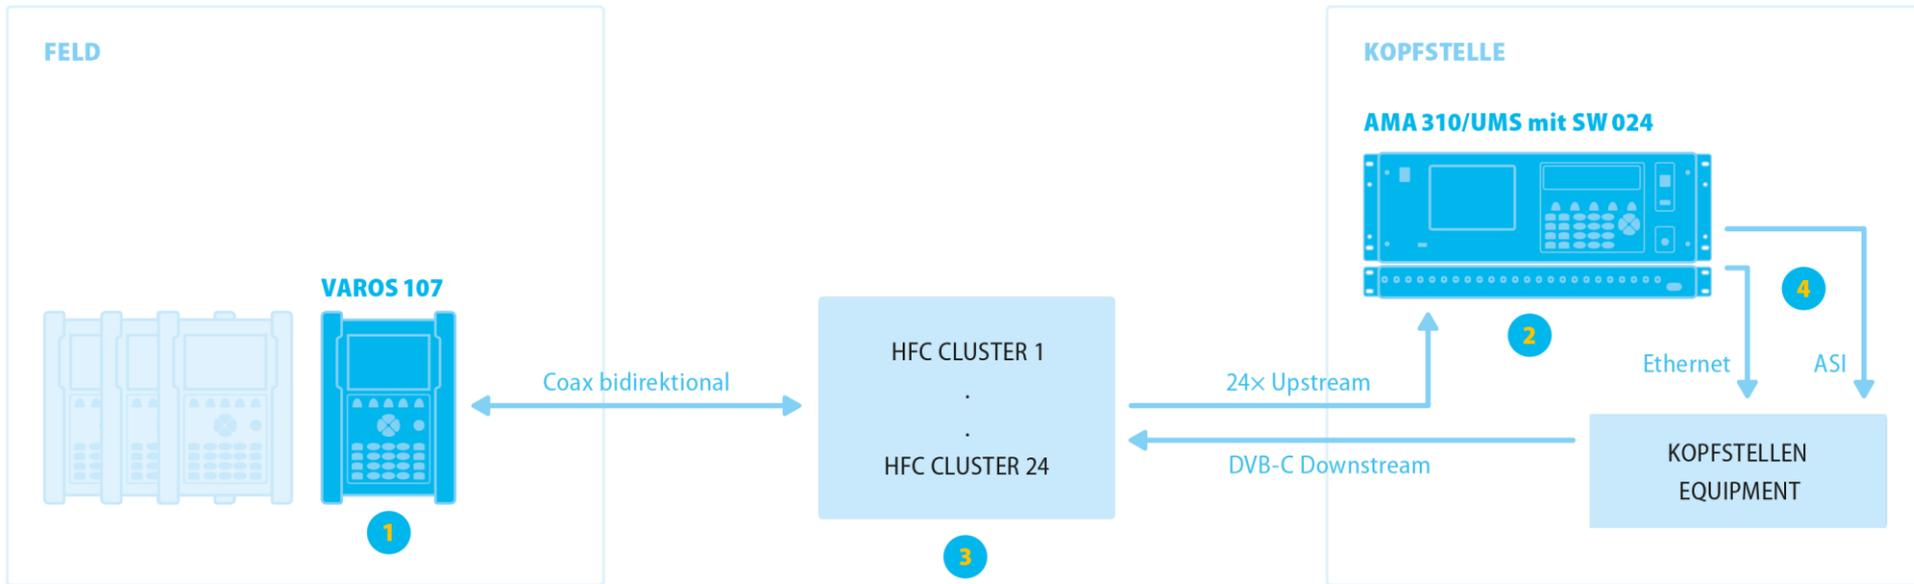 FELD
VAROS 107
1
Coax bidirektional
HFC CLUSTER 1
.
.
HFC CLUSTER 24
3
24× Upstream
DVB-C Downstream
KOPFSTELLE
AMA 310/UMS mit SW 024
2
4
Ethernet
ASI
KOPFSTELLEN
EQUIPMENT